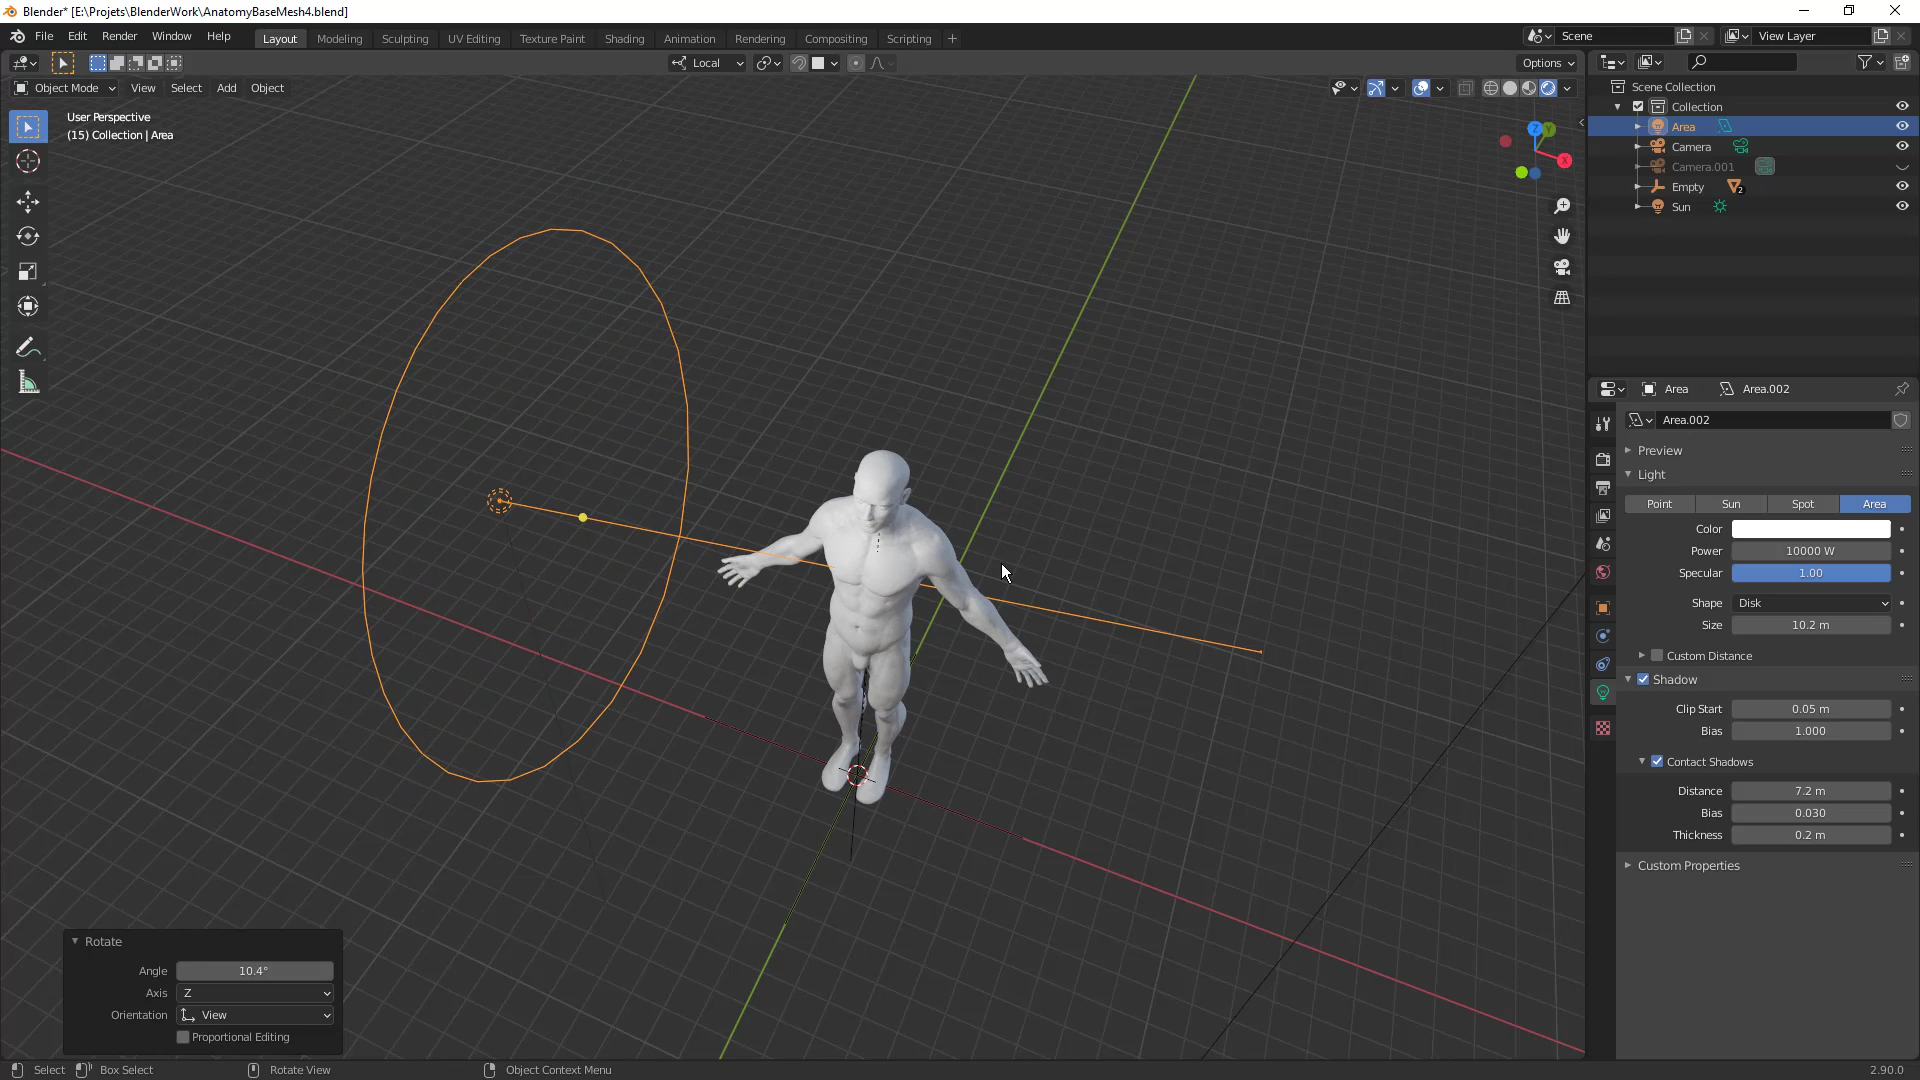 Blender* [E:\Projets\BlenderWork\AnatomyBaseMesh4.blend]
File Edit Render Window Help Layout Modeling Sculpting UV Editing Texture Paint Shading Animation Rendering Compositing Scripting + Scene View Layer
Local Options
Object Mode View Select Add Object
User Perspective
(15) Collection | Area
Z Y X
Scene Collection
Collection
Area
Camera
Camera.001
Empty 2
Sun
Area Area.002
Area.002
Preview
Light
Point Sun Spot Area
Color
Power 10000 W
Specular 1.00
Shape Disk
Size 10.2 m
Custom Distance
Shadow
Clip Start 0.05 m
Bias 1.000
Contact Shadows
Distance 7.2 m
Bias 0.030
Thickness 0.2 m
Custom Properties
Rotate
Angle 10.4°
Axis Z
Orientation View
Proportional Editing
Select Box Select Rotate View Object Context Menu 2.90.0